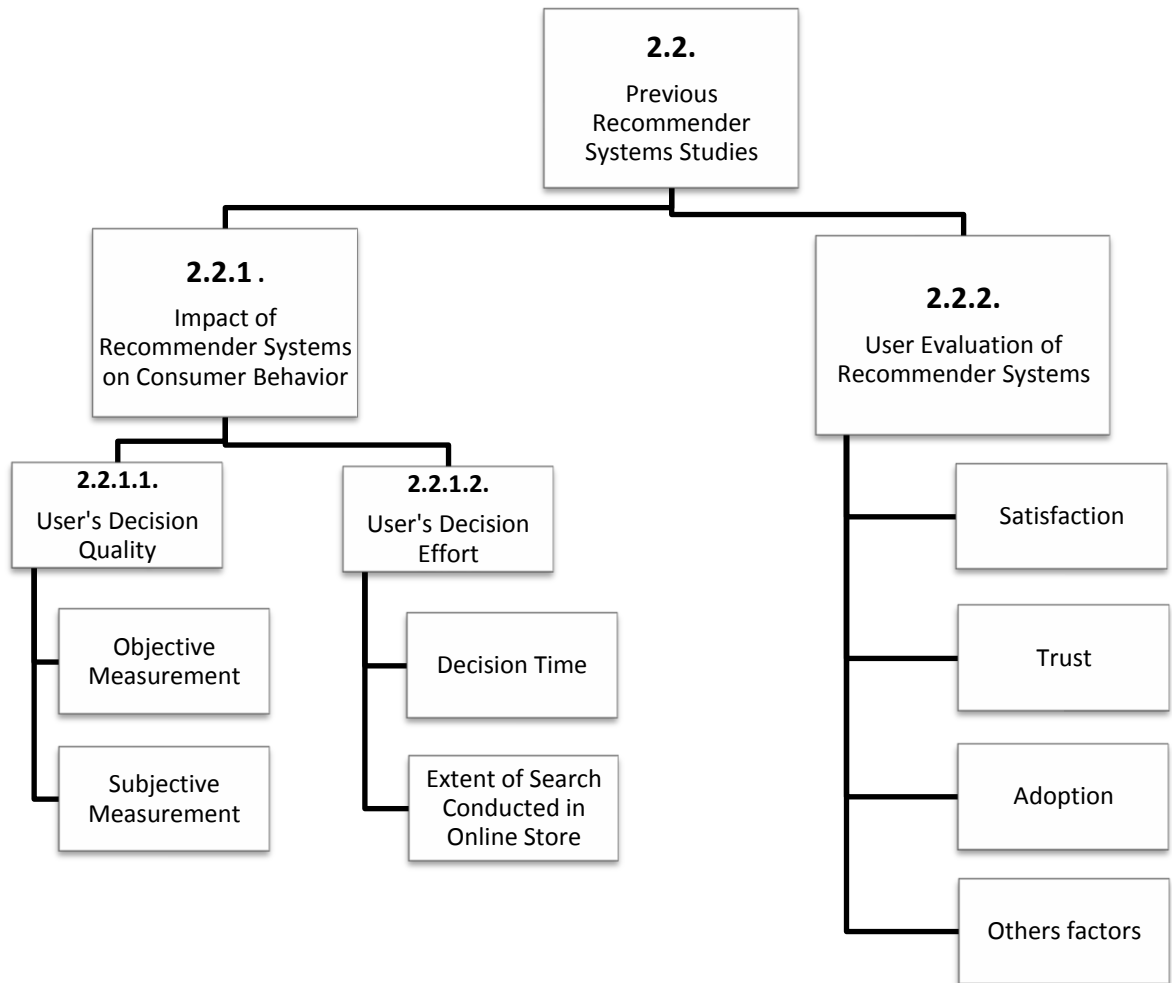 2.2.
Previous
Recommender
Systems Studies
2.2.1 .
Impact of
Recommender Systems
on Consumer Behavior
2.2.2.
User Evaluation of
Recommender Systems
2.2.1.1.
User's Decision
Quality
2.2.1.2.
User's Decision
Effort
Objective
Measurement
Subjective
Measurement
Decision Time
Extent of Search
Conducted in
Online Store
Satisfaction
Trust
Adoption
Others factors